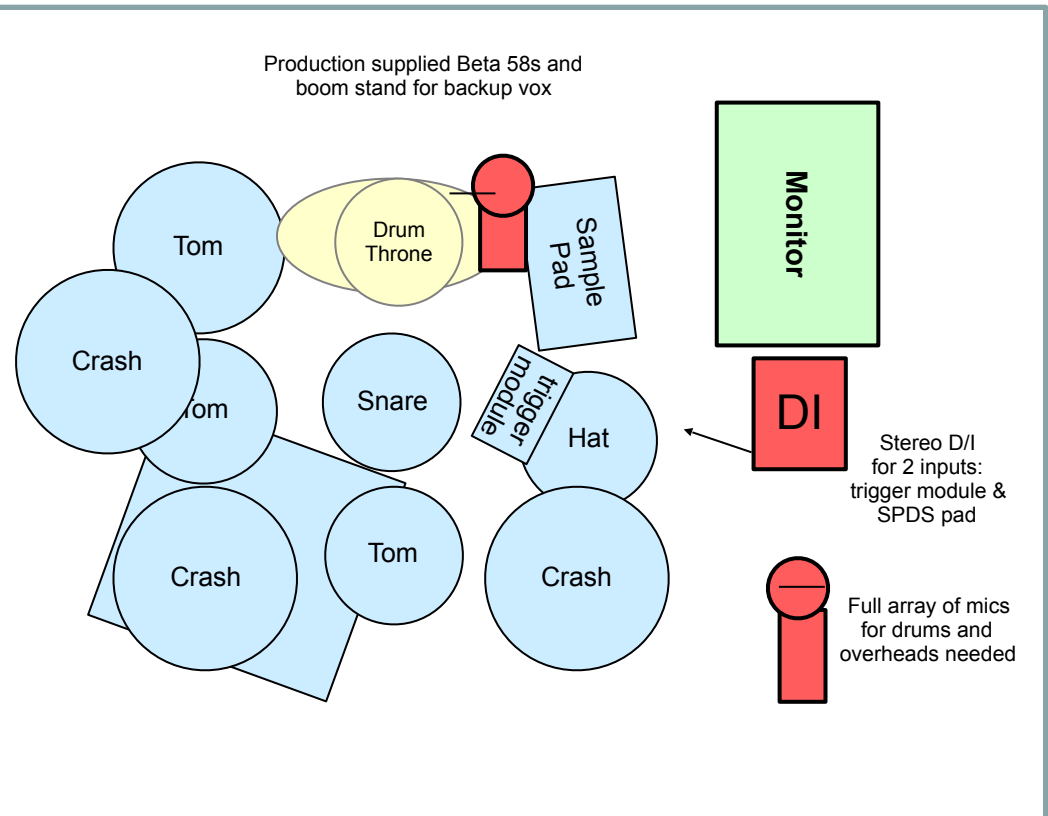 Production supplied Beta 58s and
boom stand for backup vox
Tom
Drum
Throne
Sample
Pad
Monitor
Crash
Tom
Snare
trigger
module
Hat
DI
Stereo D/I
for 2 inputs:
trigger module &
SPDS pad
Crash
Tom
Crash
Full array of mics
for drums and
overheads needed